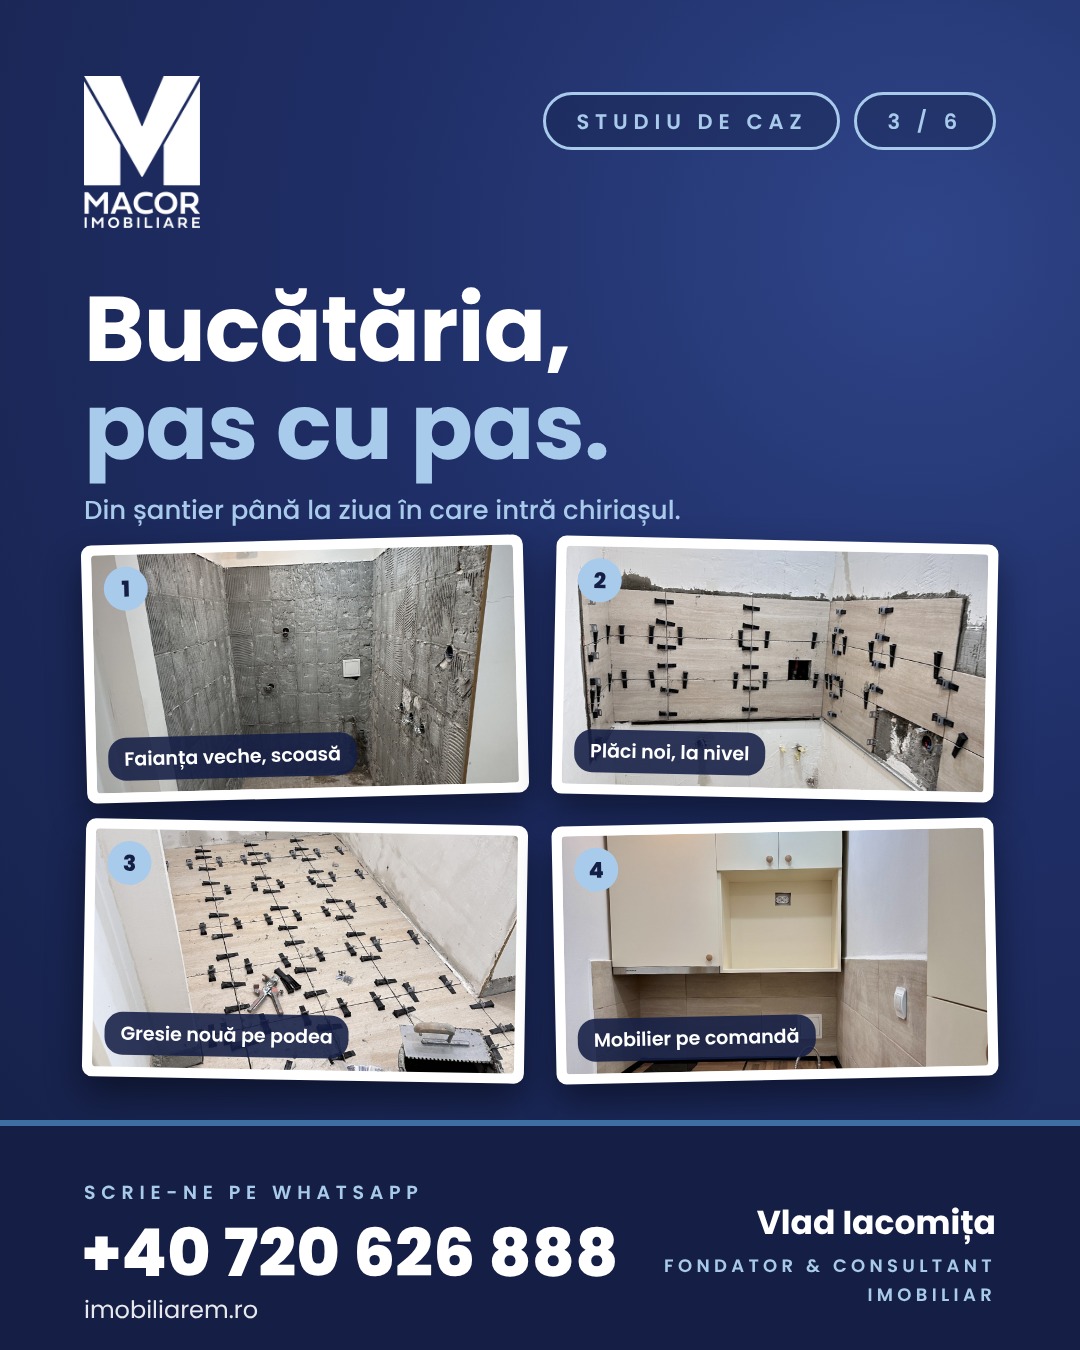 MACOR
IMOBILIARE
STUDIU DE CAZ
3 / 6
Bucătăria,
pas cu pas.
Din șantier până la ziua în care intră chiriașul.
1
Faianța veche, scoasă
2
Plăci noi, la nivel
3
Gresie nouă pe podea
4
Mobilier pe comandă
SCRIE-NE PE WHATSAPP
+40 720 626 888
imobiliarem.ro
Vlad Iacomița
FONDATOR & CONSULTANT
IMOBILIAR